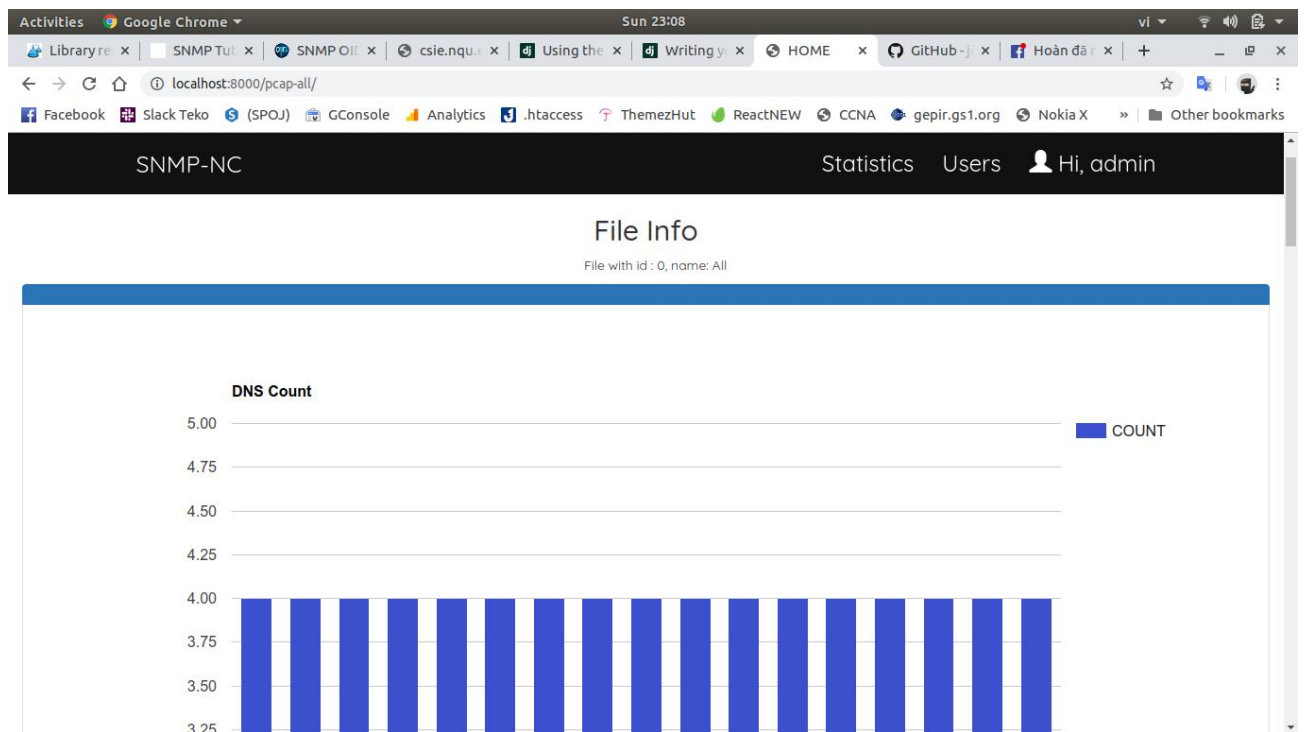 Activities Google Chrome Sun 23:08 vi
Library re SNMP Tut SNMP OID csie.nqu.e Using the Writing y HOME GitHub - j Hoàn đã r
localhost:8000/pcap-all/
Facebook Slack Teko (SPOJ) GConsole Analytics .htaccess ThemezHut ReactNEW CCNA gepir.gs1.org Nokia X » Other bookmarks
SNMP-NC Statistics Users Hi, admin
File Info
File with id : 0, name: All
DNS Count
5.00
COUNT
4.75
4.50
4.25
4.00
3.75
3.50
3.25